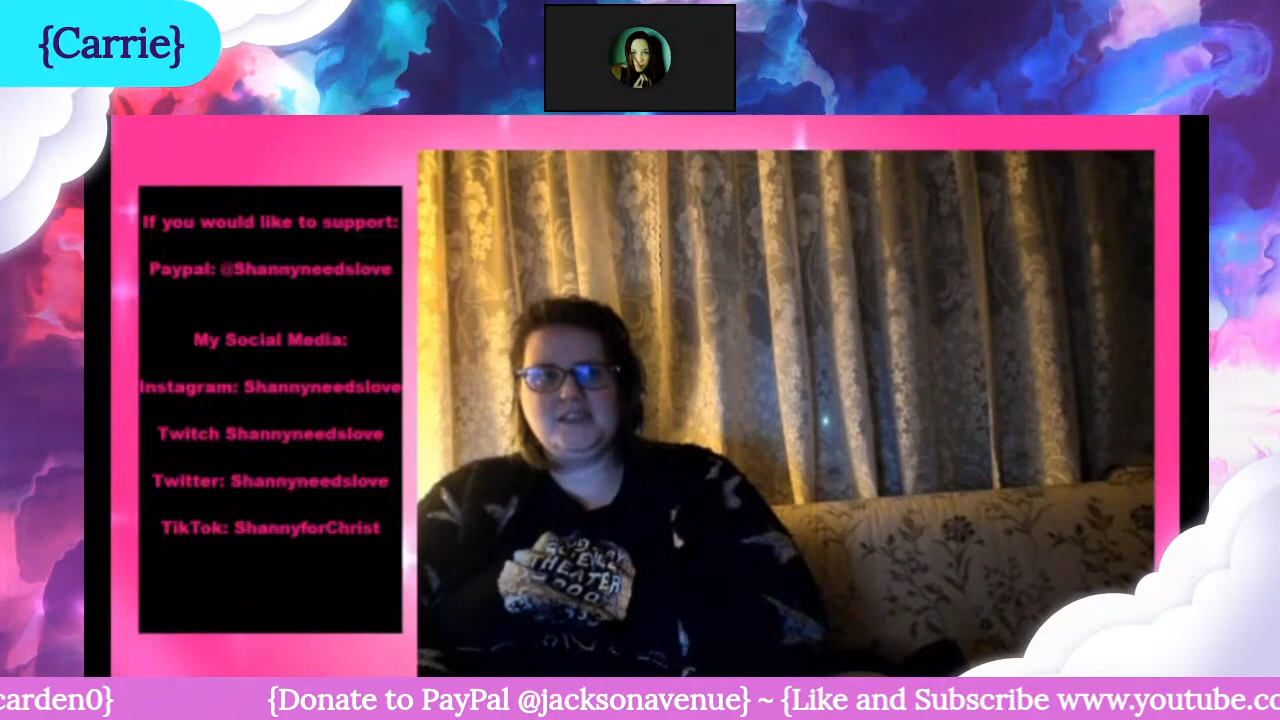 {Carrie}
If you would like to support:
Paypal: @Shannyneedslove
My Social Media:
Instagram: Shannyneedslove
Twitch Shannyneedslove
Twitter: Shannyneedslove
TikTok: ShannyforChrist
THEATER
carden0} {Donate to PayPal @jacksonavenue} ~ {Like and Subscribe www.youtube.co